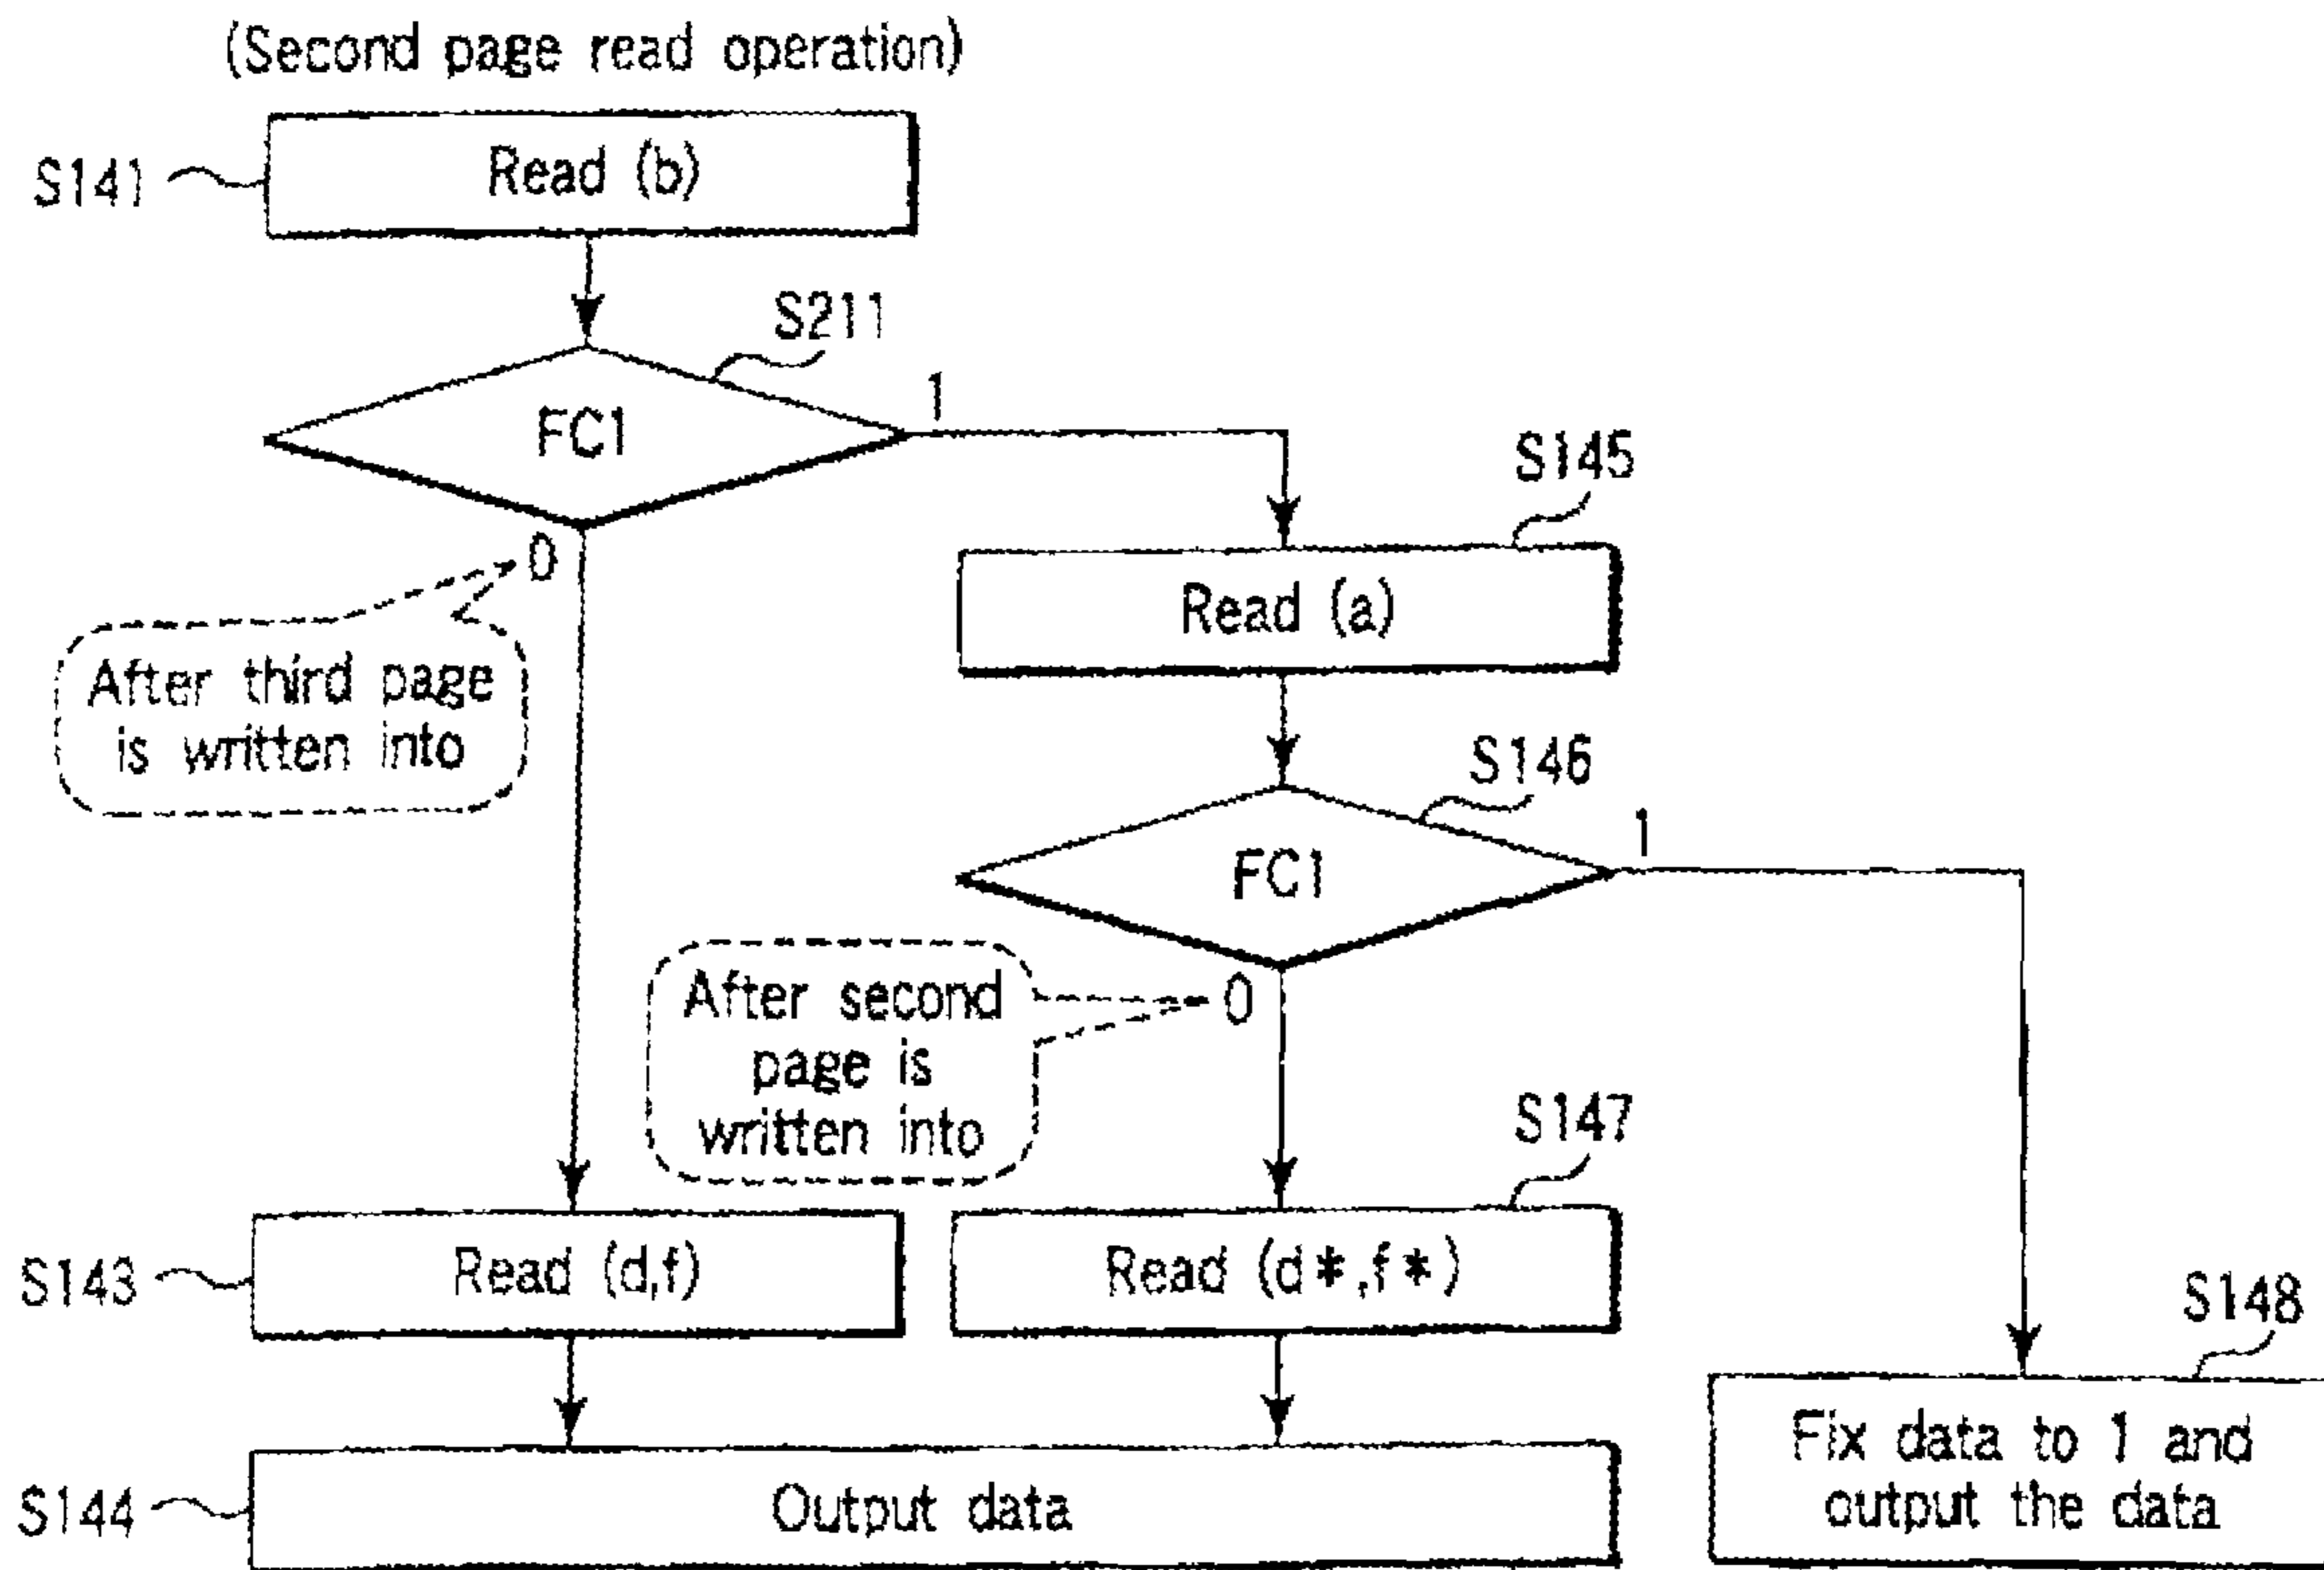 (Second page read operation)
S141
Read (b)
S211
FC1
1
0
After third page
is written into
S145
Read (a)
S146
FC1
1
0
After second
page is
written into
S147
S143
Read (d,f)
Read (d*,f*)
S148
Fix data to 1 and
output the data
S144
Output data